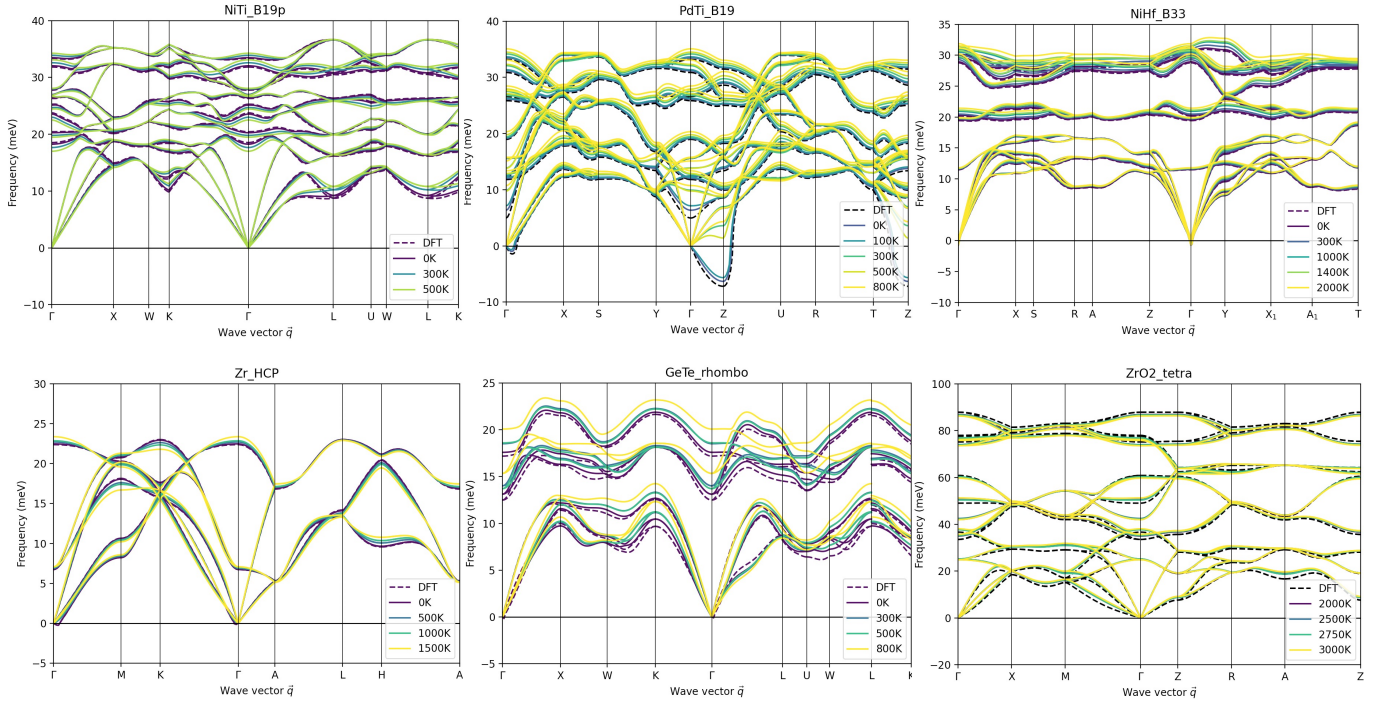 NiTi_B19p
40
30
20
10
0
−10
Frequency (meV)
DFT
0K
300K
500K
Γ X W K Γ L U W L K
Wave vector q⃗
PdTi_B19
40
30
20
10
0
−10
Frequency (meV)
DFT
0K
100K
300K
500K
800K
Γ X S Y Γ Z U R T Z
Wave vector q⃗
NiHf_B33
35
30
25
20
15
10
5
0
−5
−10
Frequency (meV)
DFT
0K
300K
1000K
1400K
2000K
Γ X S R A Z Γ Y X₁ A₁ T
Wave vector q⃗
Zr_HCP
30
25
20
15
10
5
0
−5
Frequency (meV)
DFT
0K
500K
1000K
1500K
Γ M K Γ A L H A
Wave vector q⃗
GeTe_rhombo
25
20
15
10
5
0
−5
Frequency (meV)
DFT
0K
300K
500K
800K
Γ X W K Γ L U W L K
Wave vector q⃗
ZrO2_tetra
100
80
60
40
20
0
−20
Frequency (meV)
DFT
2000K
2500K
2750K
3000K
Γ X M Γ Z R A Z
Wave vector q⃗